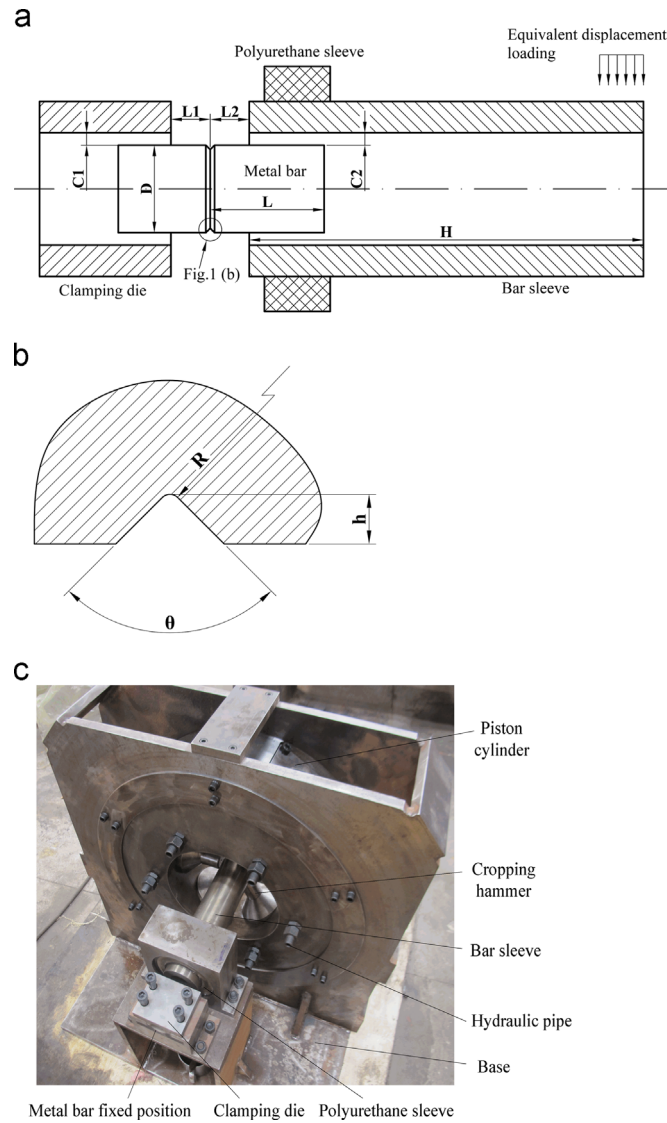 a
Equivalent displacement
loading
Polyurethane sleeve
L1
L2
C1
D
Metal bar
L
C2
H
Fig.1 (b)
Clamping die
Bar sleeve
b
R
h
θ
c
Piston
cylinder
Cropping
hammer
Bar sleeve
Hydraulic pipe
Base
Metal bar fixed position
Clamping die
Polyurethane sleeve